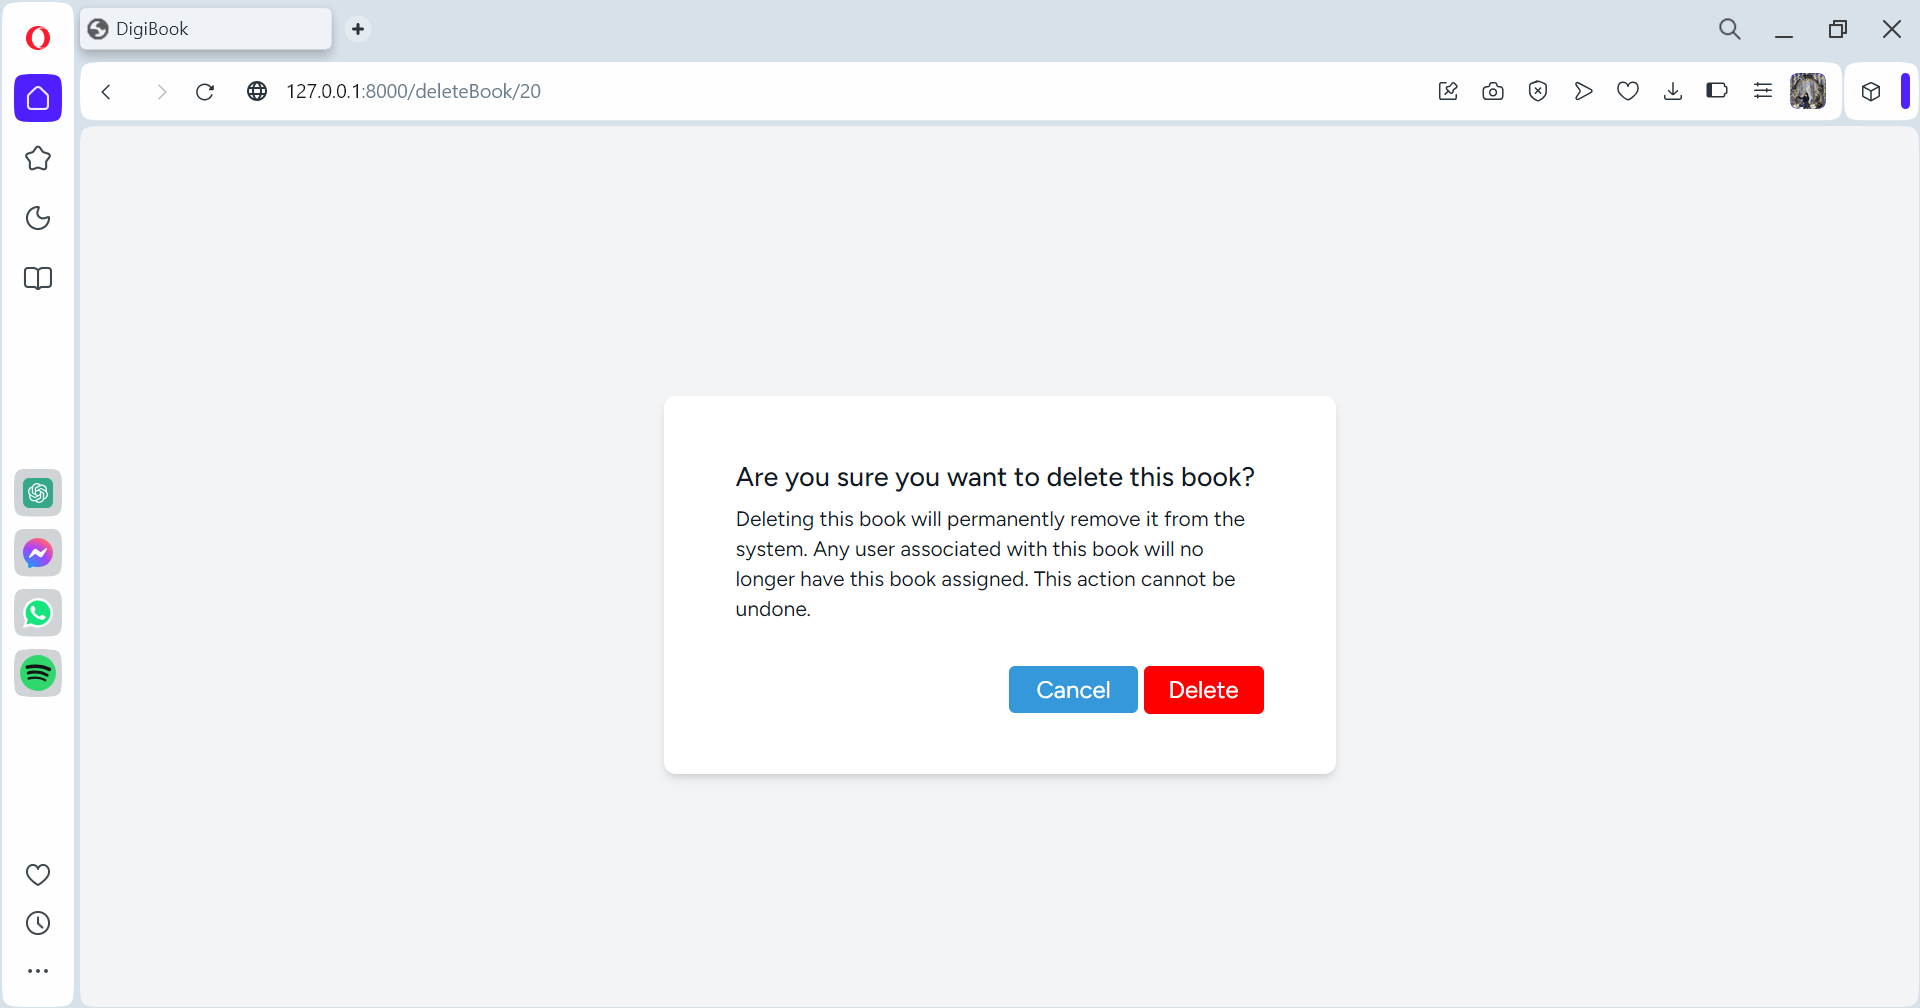 DigiBook
127.0.0.1:8000/deleteBook/20
Are you sure you want to delete this book?
Deleting this book will permanently remove it from the
system. Any user associated with this book will no
longer have this book assigned. This action cannot be
undone.
Cancel Delete